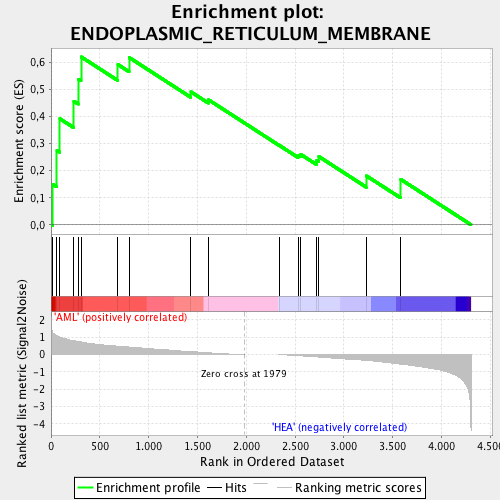 Enrichment plot:
ENDOPLASMIC_RETICULUM_MEMBRANE
Enrichment score (ES)
0,6
0,5
0,4
0,3
0,2
0,1
0,0
'AML' (positively correlated)
Ranked list metric (Signal2Noise)
2
1
0
-1
-2
-3
-4
Zero cross at 1979
'HEA' (negatively correlated)
0 500 1.000 1.500 2.000 2.500 3.000 3.500 4.000 4.500
Rank in Ordered Dataset
Enrichment profile Hits Ranking metric scores